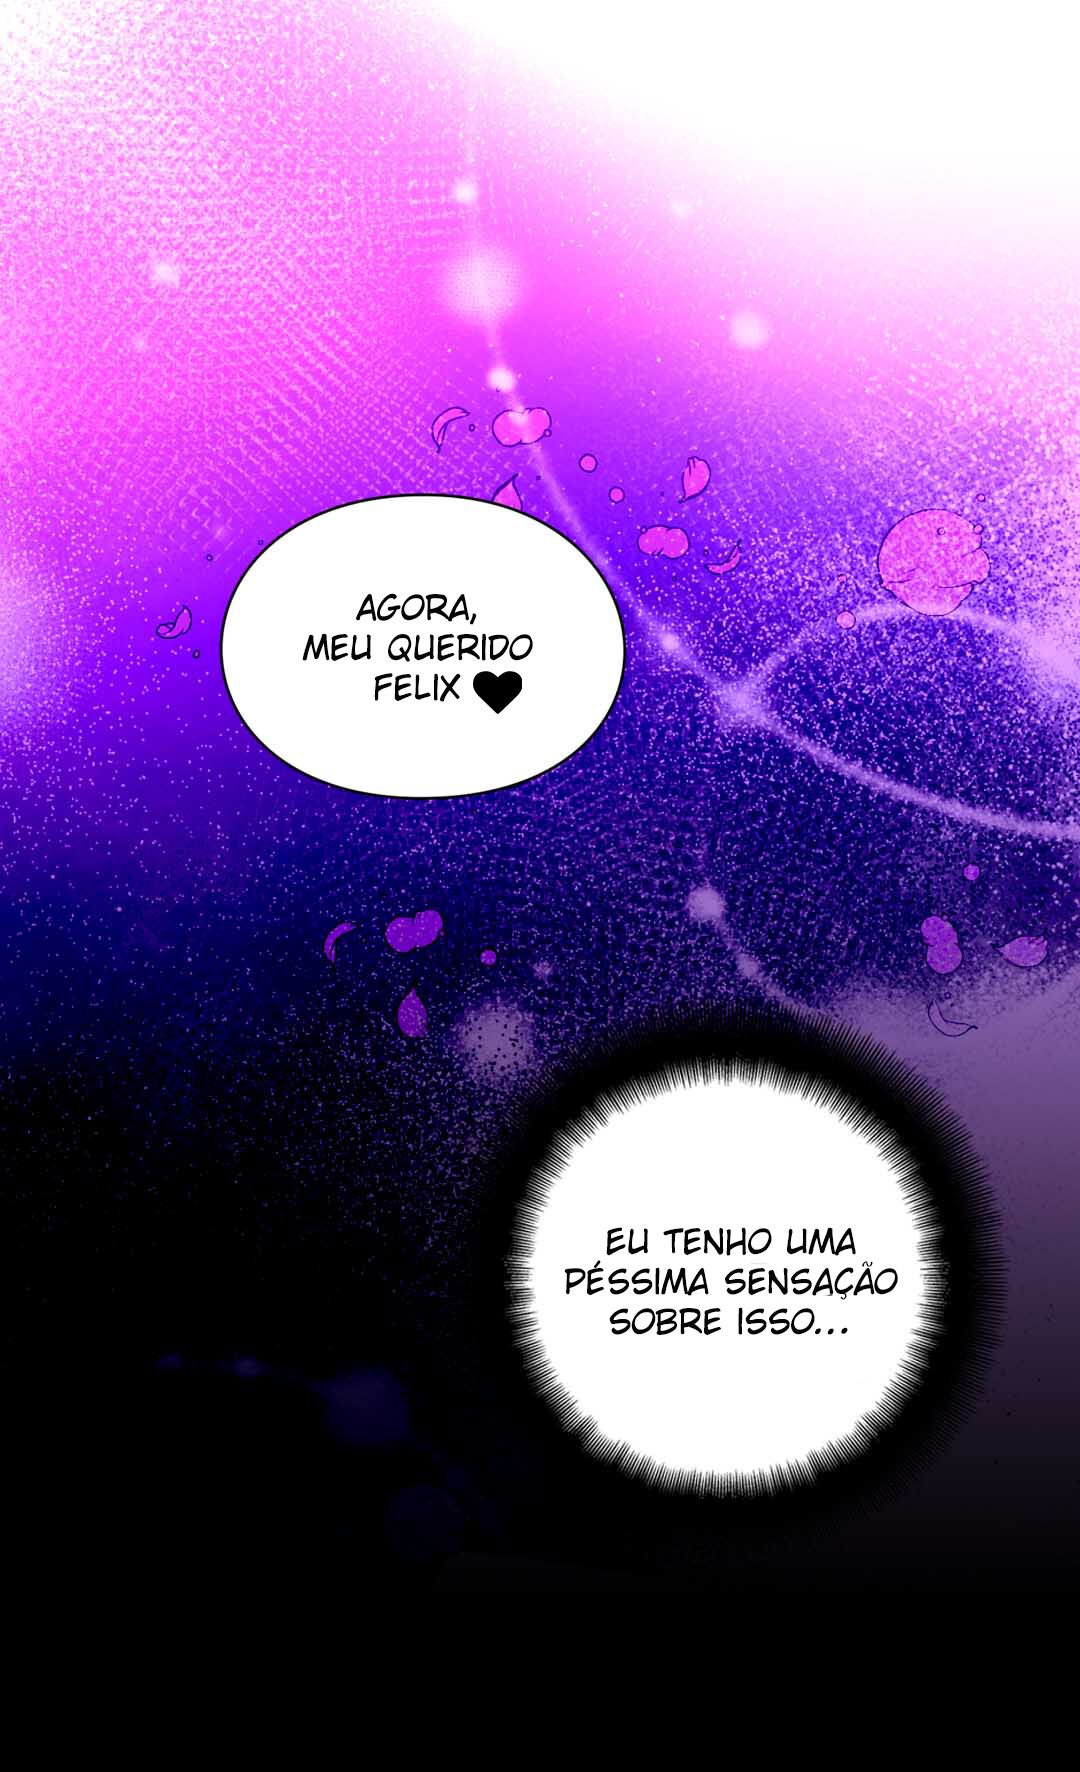 AGORA,
MEU QUERIDO
FELIX ♥
EU TENHO UMA
PÉSSIMA SENSAÇÃO
SOBRE ISSO...